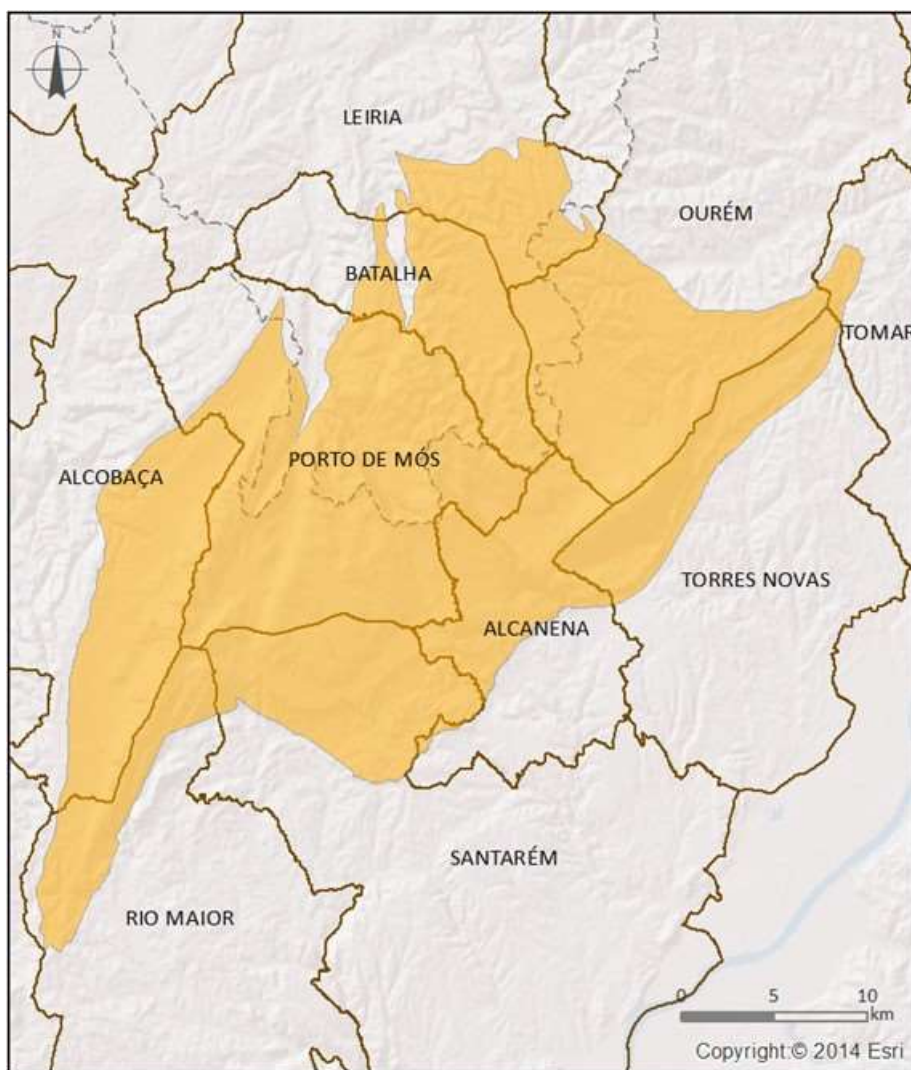 N
LEIRIA
OURÉM
BATALHA
TOMAR
PORTO DE MÓS
ALCOBAÇA
TORRES NOVAS
ALCANENA
SANTARÉM
RIO MAIOR
0 5 10
km
Copyright:© 2014 Esri